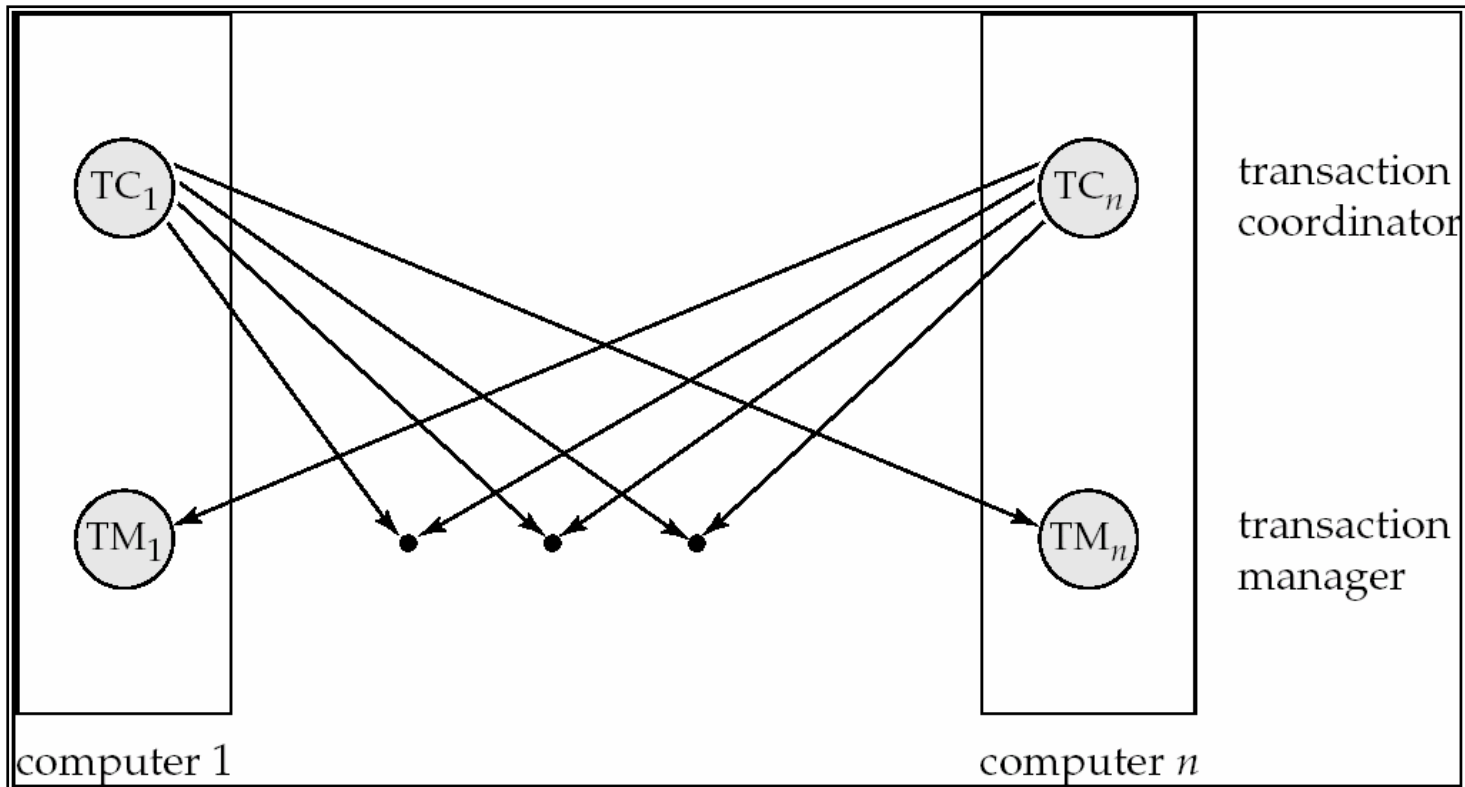 TC1
TCn
transaction
coordinator
TM1
TMn
transaction
manager
computer 1
computer n